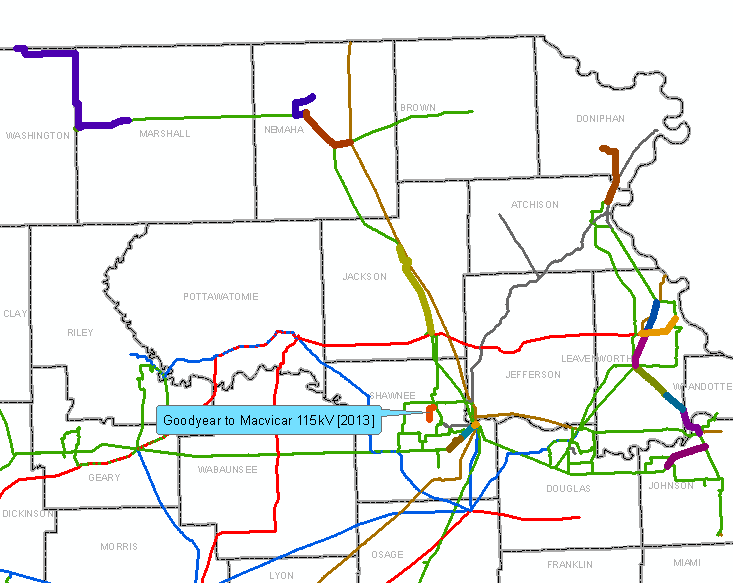 BROWN
DONIPHAN
NEMAHA
MARSHALL
WASHINGTON
ATCHISON
JACKSON
POTTAWATOMIE
CLAY
RILEY
LEAVENWORTH
JEFFERSON
WYANDOTTE
SHAWNEE
Goodyear to Macvicar 115kV [2013]
WABAUNSEE
GEARY
DOUGLAS
JOHNSON
DICKINSON
MORRIS
OSAGE
FRANKLIN
MIAMI
LYON